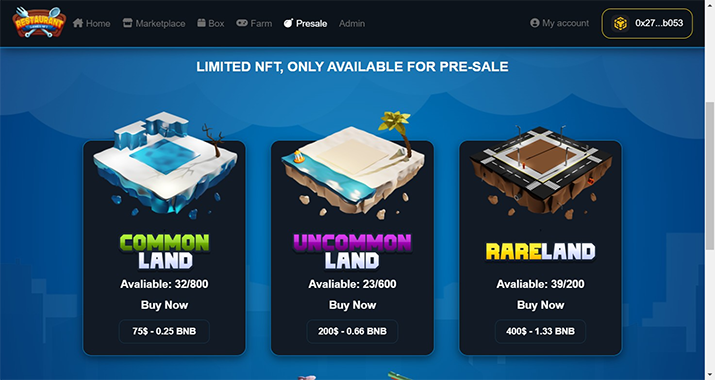 RESTAURANT
Home
Marketplace
Box
Farm
Presale
Admin
My account
0x27...b053
LIMITED NFT, ONLY AVAILABLE FOR PRE-SALE
COMMON
LAND
Avaliable: 32/800
Buy Now
75$ - 0.25 BNB
UNCOMMON
LAND
Avaliable: 23/600
Buy Now
200$ - 0.66 BNB
RARELAND
Avaliable: 39/200
Buy Now
400$ - 1.33 BNB